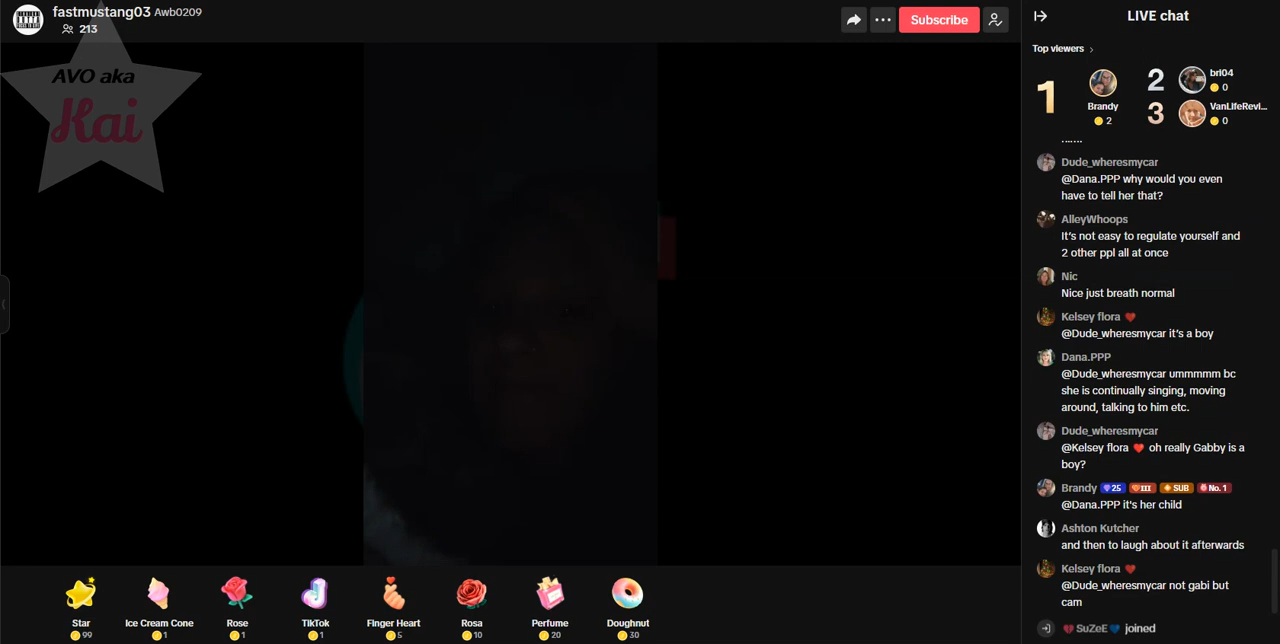 fastmustang03 Awb0209
213
Subscribe
AVO aka
Kai
LIVE chat
Top viewers
1
Brandy
2
2
bri04
0
3
VanLifeRevi...
0
Dude_wheresmycar
@Dana.PPP why would you even
have to tell her that?
AlleyWhoops
It's not easy to regulate yourself and
2 other ppl all at once
Nic
Nice just breath normal
Kelsey flora ❤️
@Dude_wheresmycar it's a boy
Dana.PPP
@Dude_wheresmycar ummmmm bc
she is continually singing, moving
around, talking to him etc.
Dude_wheresmycar
@Kelsey flora ❤️ oh really Gabby is a
boy?
Brandy 25 III SUB No. 1
@Dana.PPP it's her child
Ashton Kutcher
and then to laugh about it afterwards
Kelsey flora ❤️
@Dude_wheresmycar not gabi but
cam
💔 SuZeE 💙 joined
Star
99
Ice Cream Cone
1
Rose
1
TikTok
1
Finger Heart
5
Rosa
10
Perfume
20
Doughnut
30